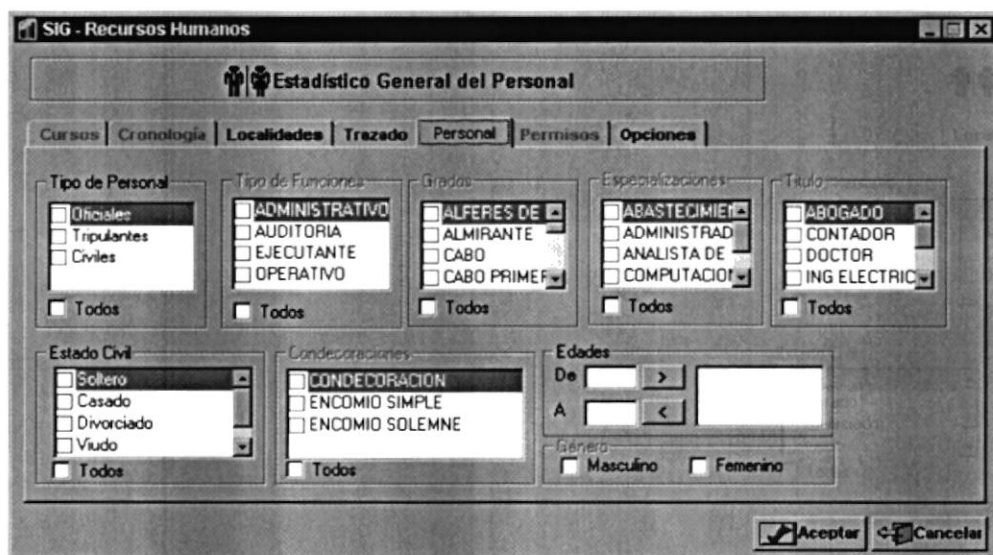 SIG - Recursos Humanos
Estadístico General del Personal
Cursos Cronología Localidades Trazado Personal Permisos Opciones
Tipo de Personal Tipo de Funciones Grados Especializaciones Título
Oficiales ADMINISTRATIVO ALFERES DE ABASTECIMIEN ABOGADO
Tripulantes AUDITORIA ALMIRANTE ADMINISTRAD CONTADOR
Civiles EJECUTANTE CABO ANALISTA DE DOCTOR
OPERATIVO CABO PRIMER COMPUTACION ING ELECTRIC
Todos Todos Todos Todos Todos
Estado Civil Condecoraciones Edades
Soltero CONDECORACION De >
Casado ENCOMIO SIMPLE
Divorciado ENCOMIO SOLEMNE A <
Viudo
Género
Todos Todos Masculino Femenino
Aceptar Cancelar